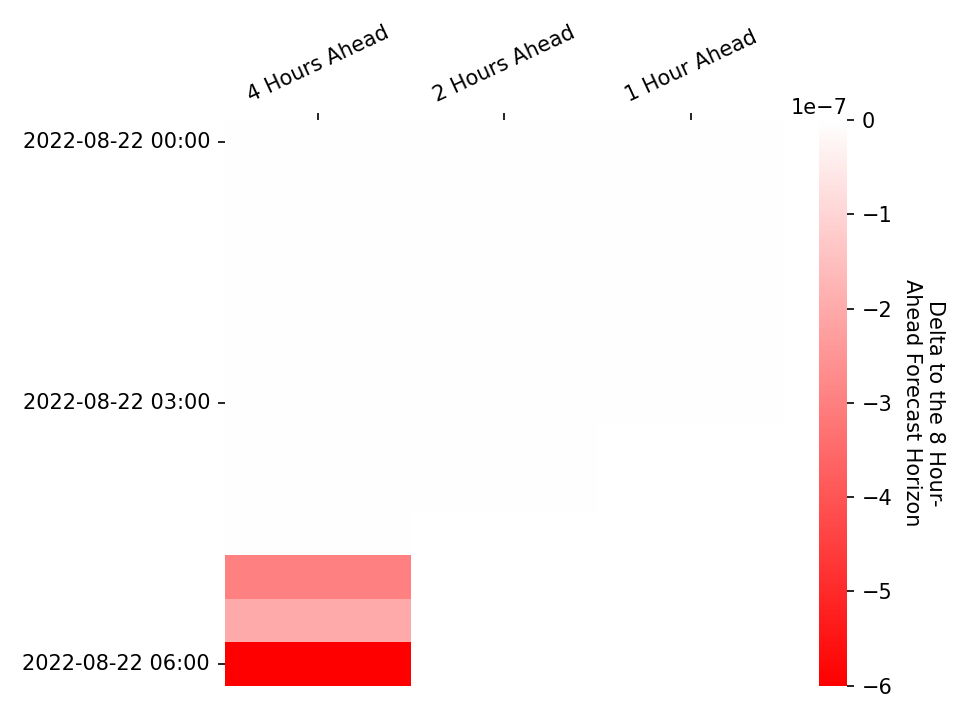 4 Hours Ahead
2 Hours Ahead
1 Hour Ahead
1e−7
2022-08-22 00:00
2022-08-22 03:00
2022-08-22 06:00
0
−1
−2
−3
−4
−5
−6
Delta to the 8 Hour-
Ahead Forecast Horizon